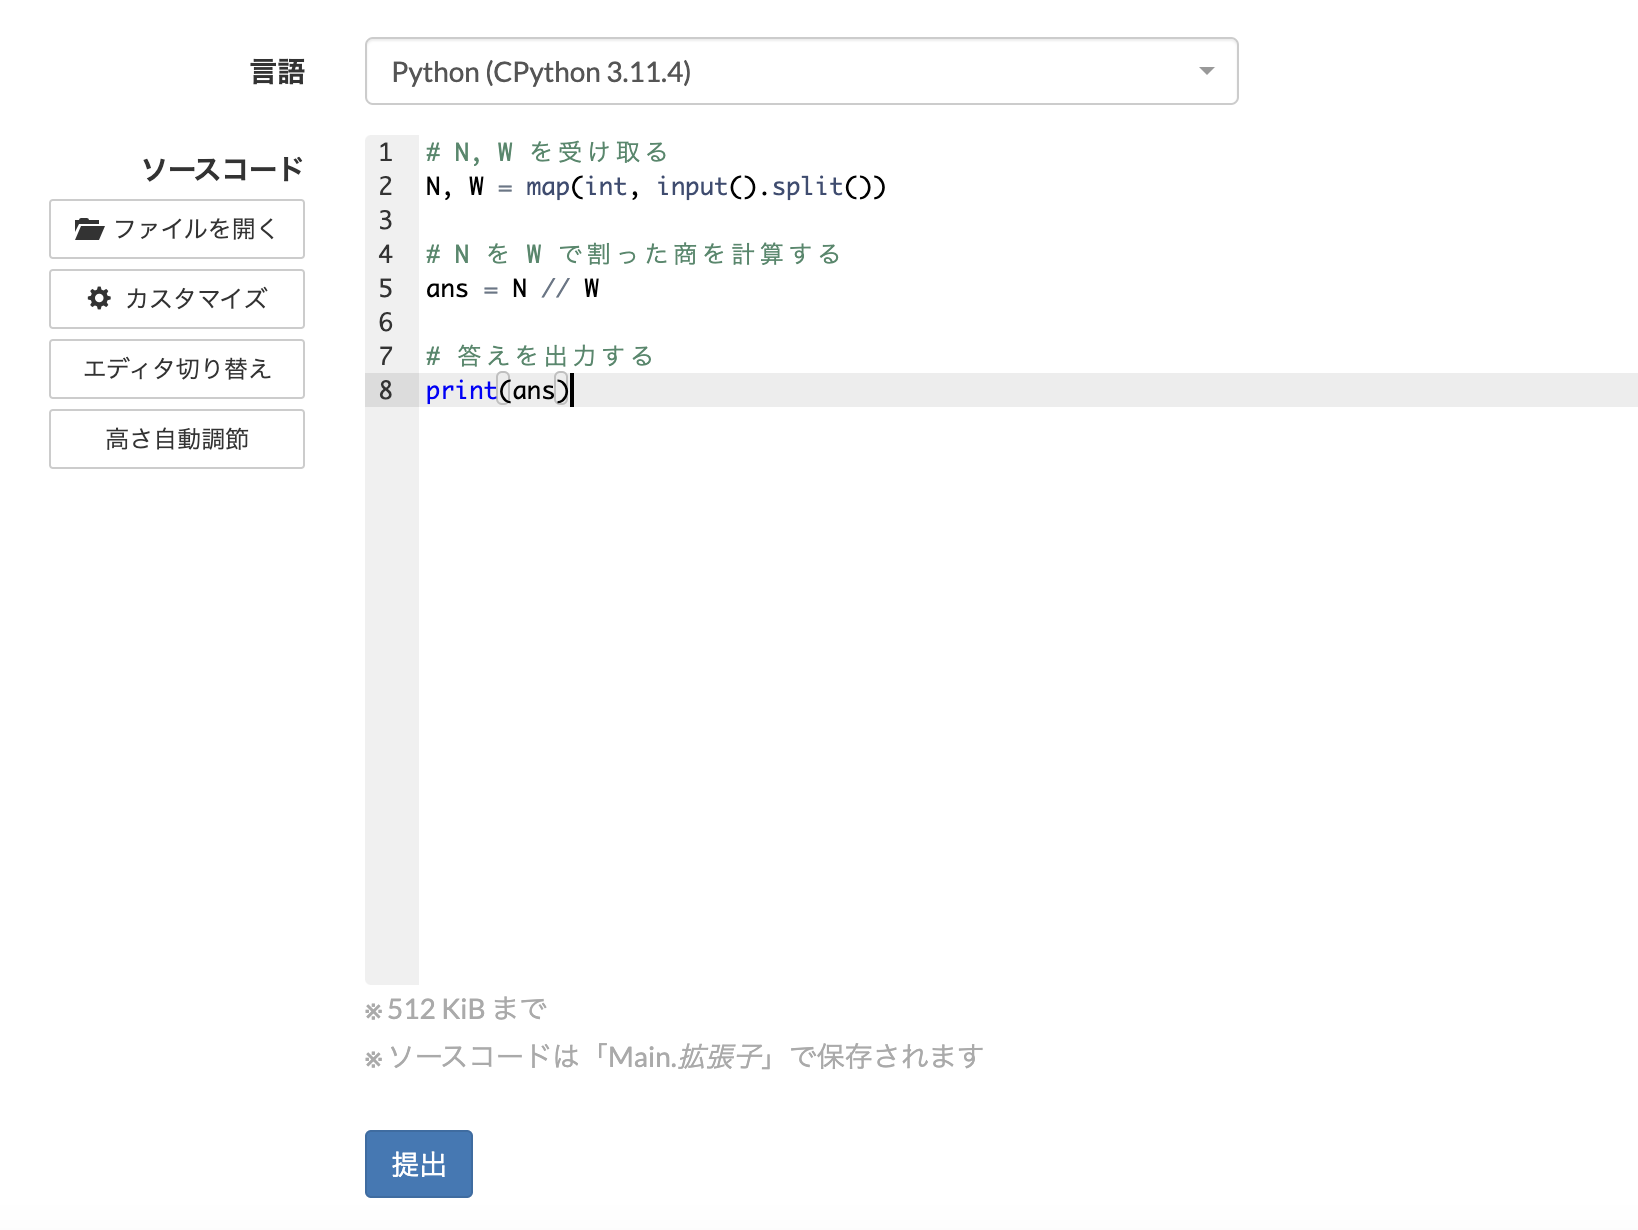 言語
Python (CPython 3.11.4)
ソースコード
ファイルを開く
カスタマイズ
エディタ切り替え
高さ自動調節
1 # N, W を受け取る
2 N, W = map(int, input().split())
3
4 # N を W で割った商を計算する
5 ans = N // W
6
7 # 答えを出力する
8 print(ans)
※ 512 KiB まで
※ ソースコードは「Main.拡張子」で保存されます
提出